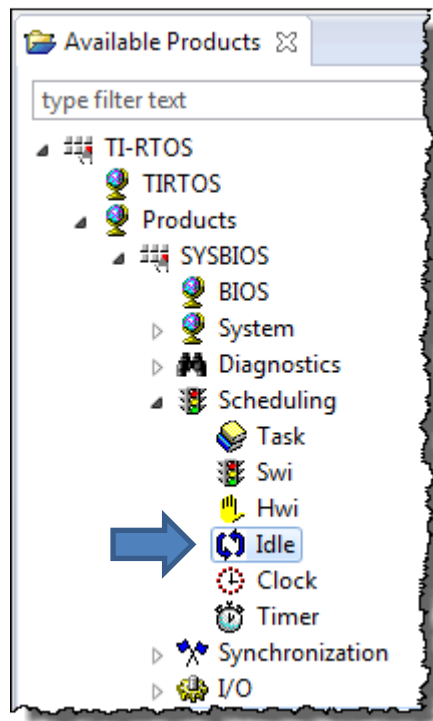 Available Products
type filter text
TI-RTOS
TIRTOS
Products
SYSBIOS
BIOS
System
Diagnostics
Scheduling
Task
Swi
Hwi
Idle
Clock
Timer
Synchronization
I/O